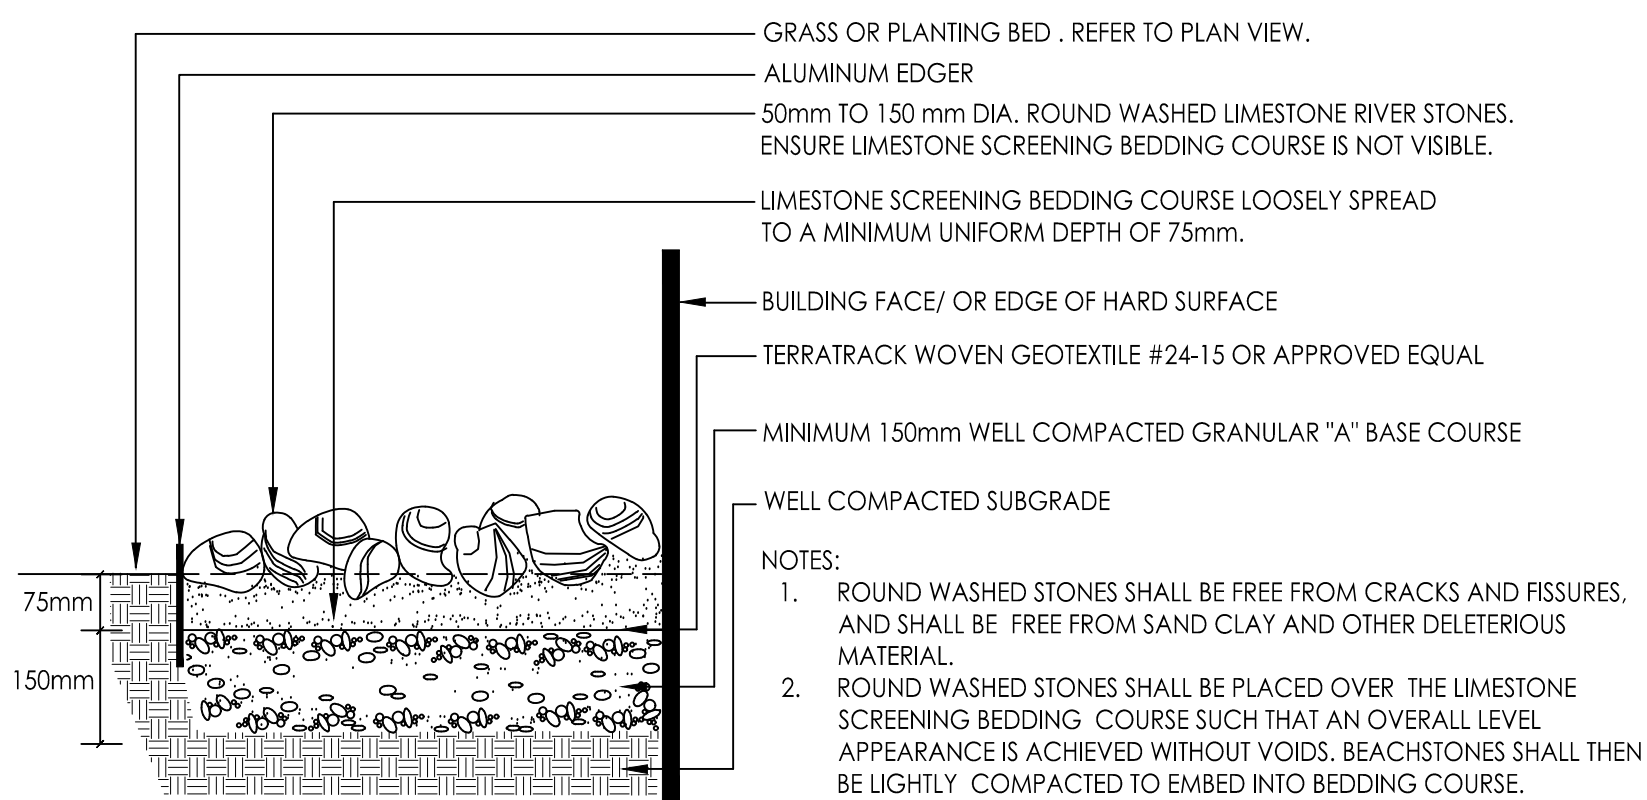 GRASS OR PLANTING BED . REFER TO PLAN VIEW.
ALUMINUM EDGER
50mm TO 150 mm DIA. ROUND WASHED LIMESTONE RIVER STONES.
ENSURE LIMESTONE SCREENING BEDDING COURSE IS NOT VISIBLE.
LIMESTONE SCREENING BEDDING COURSE LOOSELY SPREAD
TO A MINIMUM UNIFORM DEPTH OF 75mm.
BUILDING FACE/ OR EDGE OF HARD SURFACE
TERRATRACK WOVEN GEOTEXTILE #24-15 OR APPROVED EQUAL
MINIMUM 150mm WELL COMPACTED GRANULAR "A" BASE COURSE
WELL COMPACTED SUBGRADE
75mm
150mm
NOTES:
1. ROUND WASHED STONES SHALL BE FREE FROM CRACKS AND FISSURES,
AND SHALL BE FREE FROM SAND CLAY AND OTHER DELETERIOUS
MATERIAL.
2. ROUND WASHED STONES SHALL BE PLACED OVER THE LIMESTONE
SCREENING BEDDING COURSE SUCH THAT AN OVERALL LEVEL
APPEARANCE IS ACHIEVED WITHOUT VOIDS. BEACHSTONES SHALL THEN
BE LIGHTLY COMPACTED TO EMBED INTO BEDDING COURSE.